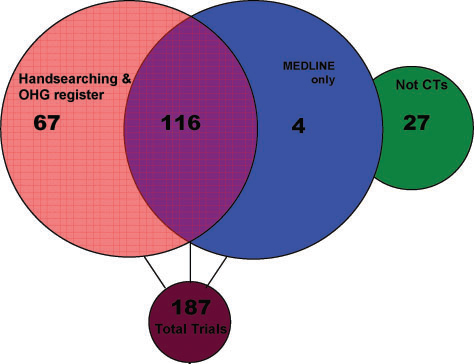 Handsearching &
OHG register
67
116
MEDLINE
only
4
Not CTs
27
187
Total Trials